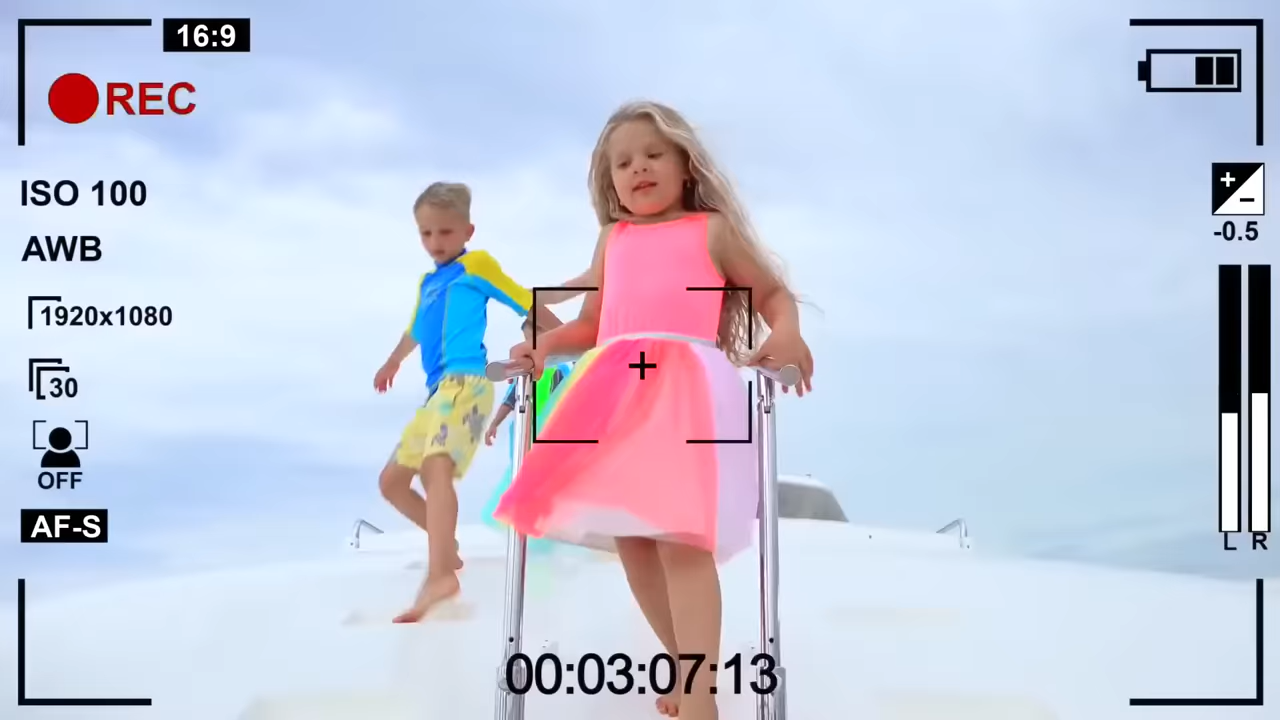 16:9
REC
ISO 100
AWB
1920x1080
30
OFF
AF-S
+
-
-0.5
L R
00:03:07:13